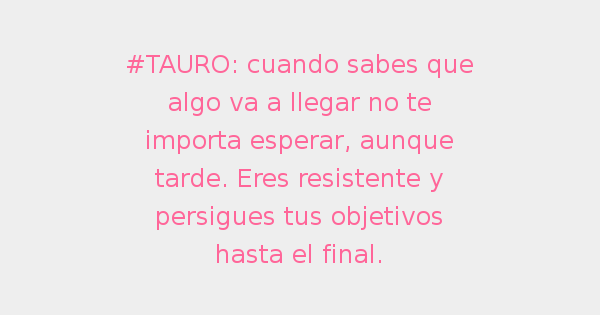 #TAURO: cuando sabes que
algo va a llegar no te
importa esperar, aunque
tarde. Eres resistente y
persigues tus objetivos
hasta el final.